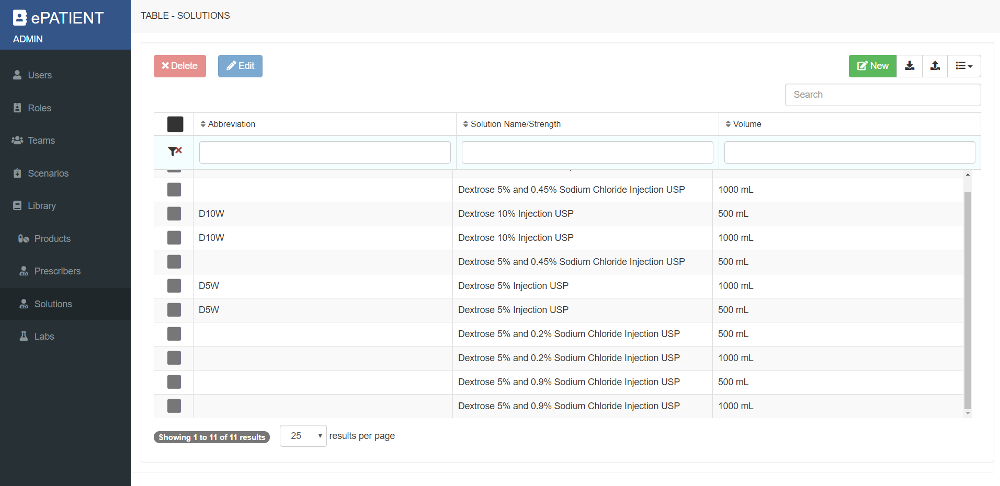 ePATIENT
ADMIN
TABLE - SOLUTIONS
Users
Roles
Teams
Scenarios
Library
Products
Prescribers
Solutions
Labs
Delete Edit New
Search
Abbreviation Solution Name/Strength Volume
Dextrose 5% and 0.45% Sodium Chloride Injection USP 1000 mL
D10W Dextrose 10% Injection USP 500 mL
D10W Dextrose 10% Injection USP 1000 mL
Dextrose 5% and 0.45% Sodium Chloride Injection USP 500 mL
D5W Dextrose 5% Injection USP 1000 mL
D5W Dextrose 5% Injection USP 500 mL
Dextrose 5% and 0.2% Sodium Chloride Injection USP 500 mL
Dextrose 5% and 0.2% Sodium Chloride Injection USP 1000 mL
Dextrose 5% and 0.9% Sodium Chloride Injection USP 500 mL
Dextrose 5% and 0.9% Sodium Chloride Injection USP 1000 mL
Showing 1 to 11 of 11 results 25 results per page